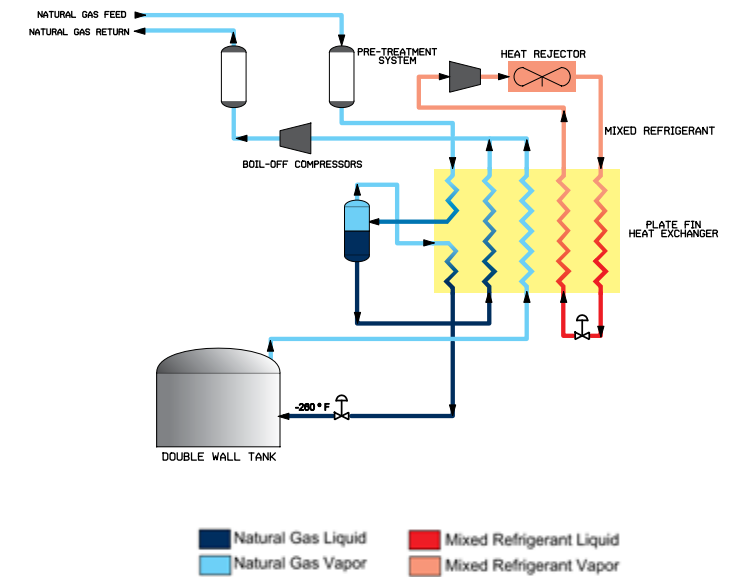 NATURAL GAS FEED
NATURAL GAS RETURN
PRE-TREATMENT
SYSTEM
HEAT REJECTOR
MIXED REFRIGERANT
BOIL-OFF COMPRESSORS
PLATE FIN
HEAT EXCHANGER
-260°F
DOUBLE WALL TANK
Natural Gas Liquid
Mixed Refrigerant Liquid
Natural Gas Vapor
Mixed Refrigerant Vapor